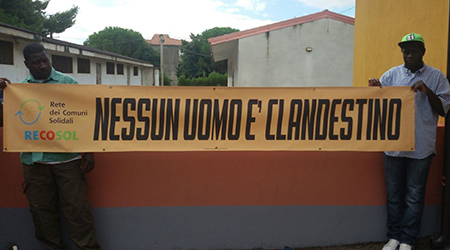 Rete
dei Comuni
Solidali
RECOSOL
NESSUN UOMO E' CLANDESTINO